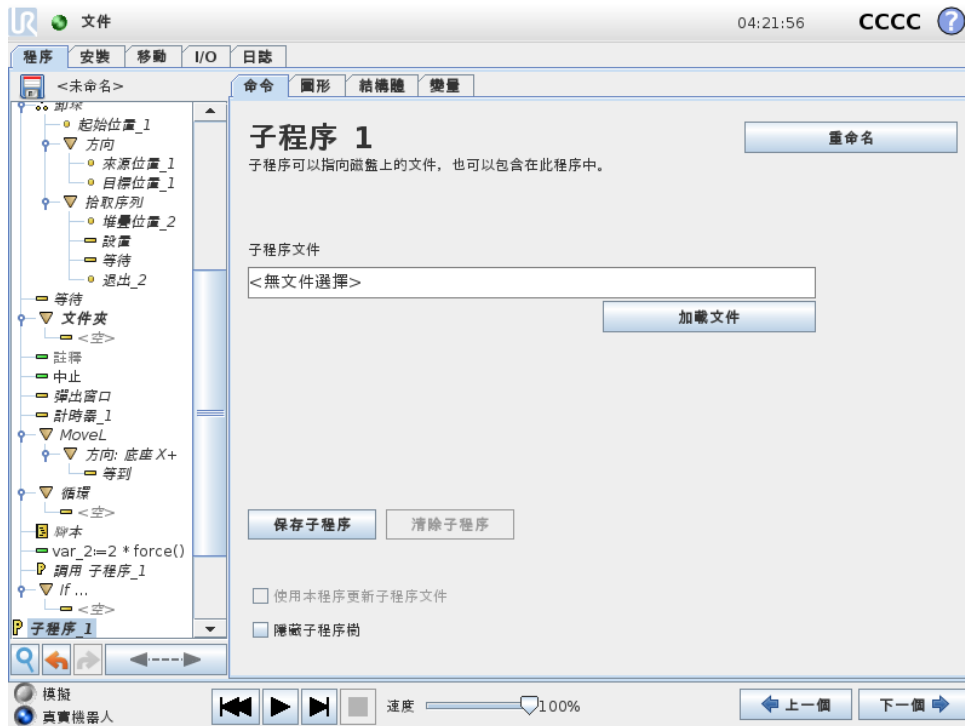 UR 文件 04:21:56 CCCC ?
程序 安裝 移動 I/O 日誌
<未命名>
命令 圖形 結構體 變量
起始位置_1
方向
來源位置_1
目標位置_1
拾取序列
堆疊位置_2
設置
等待
退出_2
等待
文件夾
<空>
註釋
中止
彈出窗口
計時器_1
MoveL
方向: 底座 X+
等到
循環
<空>
腳本
var_2:=2 * force()
調用 子程序_1
If ...
<空>
子程序_1
子程序 1
重命名
子程序可以指向磁盤上的文件，也可以包含在此程序中。
子程序文件
<無文件選擇>
加載文件
保存子程序 清除子程序
使用本程序更新子程序文件
隱藏子程序樹
模擬
真實機器人
速度 100%
上一個 下一個